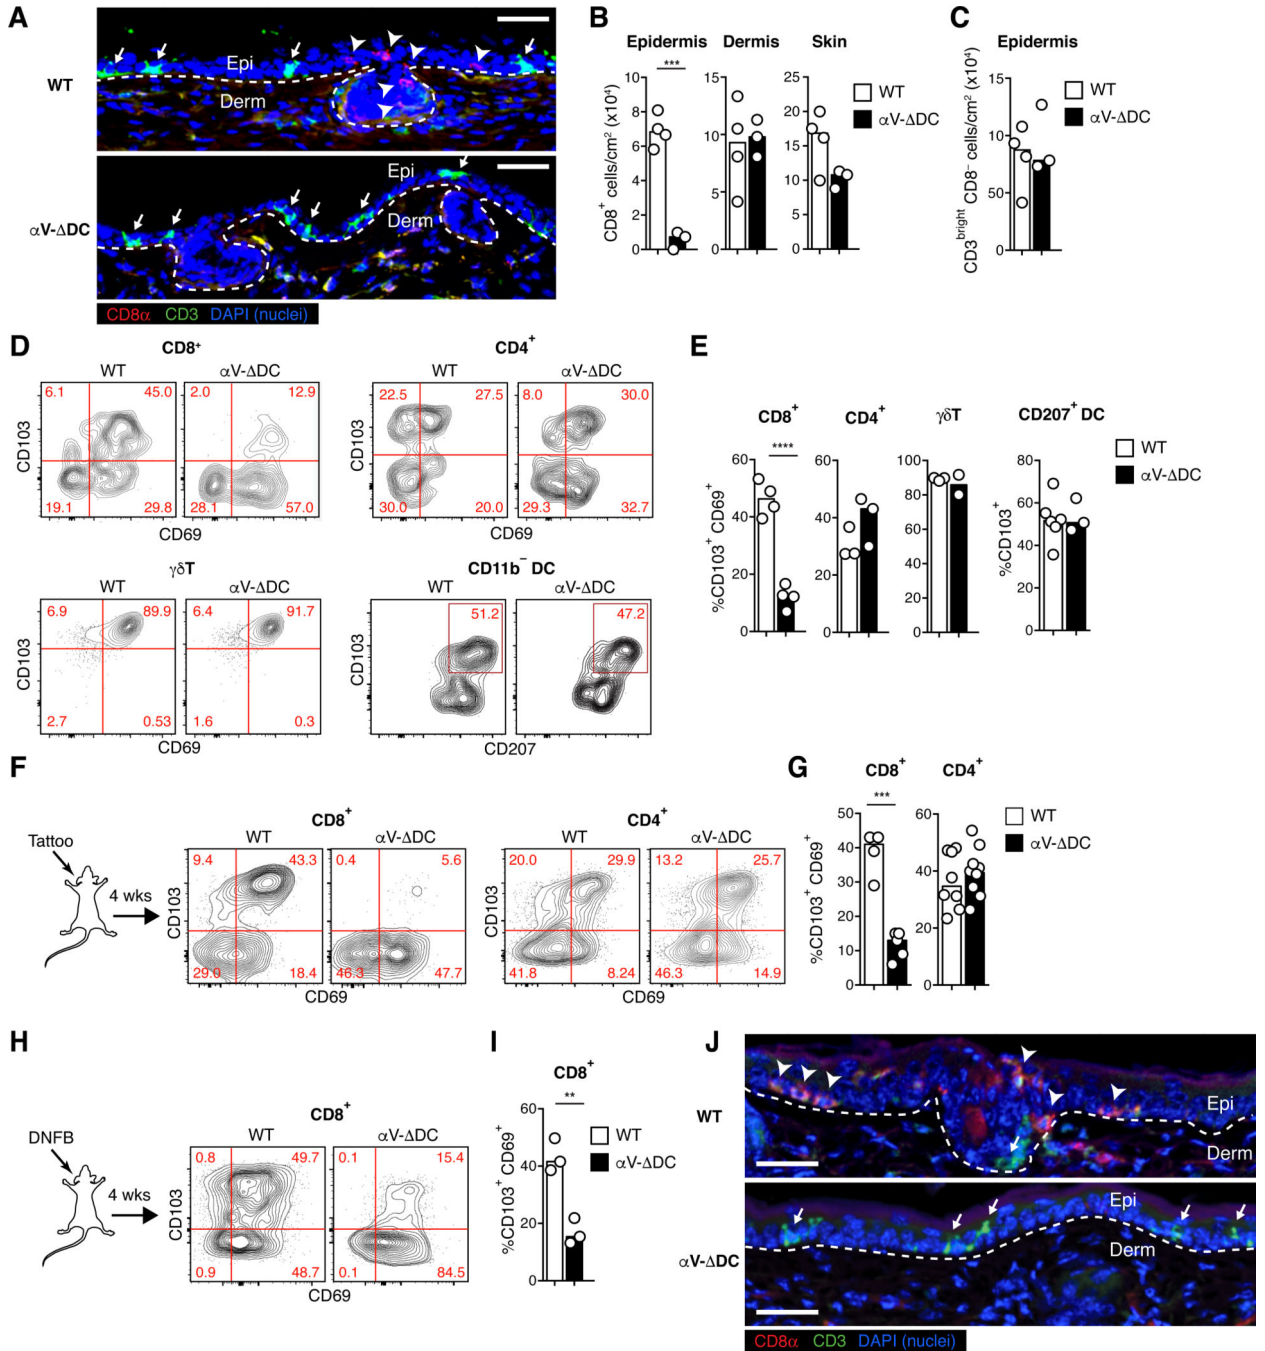 A
WT
Epi
Derm
αV-ΔDC
Epi
Derm
CD8α CD3 DAPI (nuclei)
B
Epidermis Dermis Skin
***
CD8⁺ cells/cm² (x10⁴)
10
8
6
4
2
0
15
10
5
0
25
20
15
10
5
0
WT
αV-ΔDC
C
Epidermis
CD3ᵇʳⁱᵍʰᵗ CD8⁻ cells/cm² (x10⁴)
15
10
50
0
WT
αV-ΔDC
D
CD8⁺
WT αV-ΔDC
6.1 45.0 2.0 12.9
19.1 29.8 28.1 57.0
CD103
CD69
CD4⁺
WT αV-ΔDC
22.5 27.5 8.0 30.0
30.0 20.0 29.3 32.7
CD103
CD69
γδT
WT αV-ΔDC
6.9 89.9 6.4 91.7
2.7 0.53 1.6 0.3
CD103
CD69
CD11b⁻ DC
WT αV-ΔDC
51.2 47.2
CD103
CD207
E
CD8⁺ CD4⁺ γδT CD207⁺ DC
****
%CD103⁺ CD69⁺
60
40
20
0
60
40
20
0
100
80
60
40
20
0
%CD103⁺
80
60
40
20
0
WT
αV-ΔDC
F
Tattoo
4 wks
CD8⁺
WT αV-ΔDC
9.4 43.3 0.4 5.6
29.0 18.4 46.3 47.7
CD103
CD69
CD4⁺
WT αV-ΔDC
20.0 29.9 13.2 25.7
41.8 8.24 46.3 14.9
CD103
CD69
G
CD8⁺ CD4⁺
***
%CD103⁺ CD69⁺
50
40
30
20
10
0
60
40
20
0
WT
αV-ΔDC
H
DNFB
4 wks
CD8⁺
WT αV-ΔDC
0.8 49.7 0.1 15.4
0.9 48.7 0.1 84.5
CD103
CD69
I
CD8⁺
**
%CD103⁺ CD69⁺
60
40
20
0
WT
αV-ΔDC
J
WT
Epi
Derm
αV-ΔDC
Epi
Derm
CD8α CD3 DAPI (nuclei)